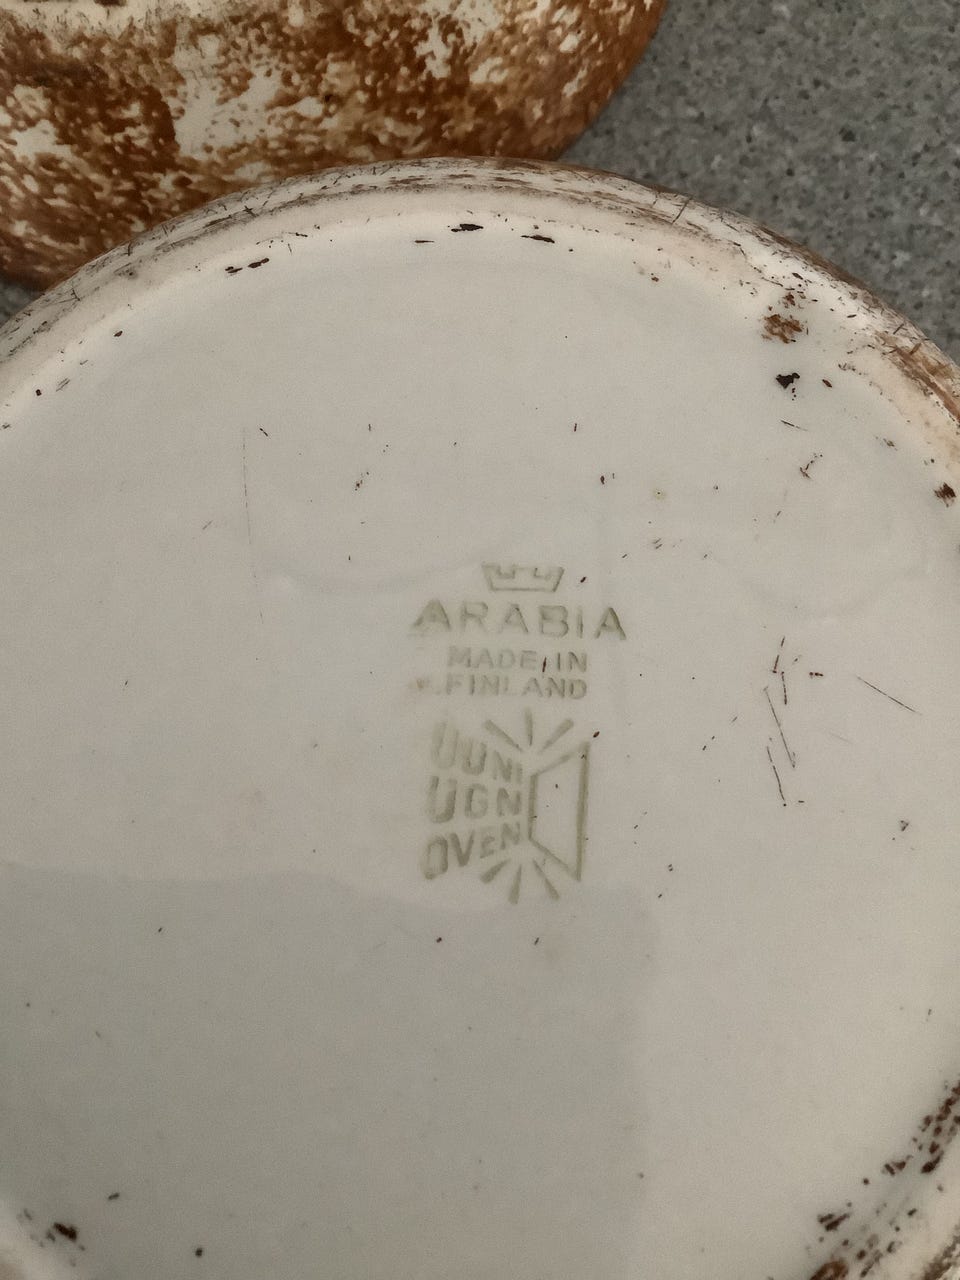 ARABIA
MADE IN
FINLAND
UUNI
UGN
OVEN